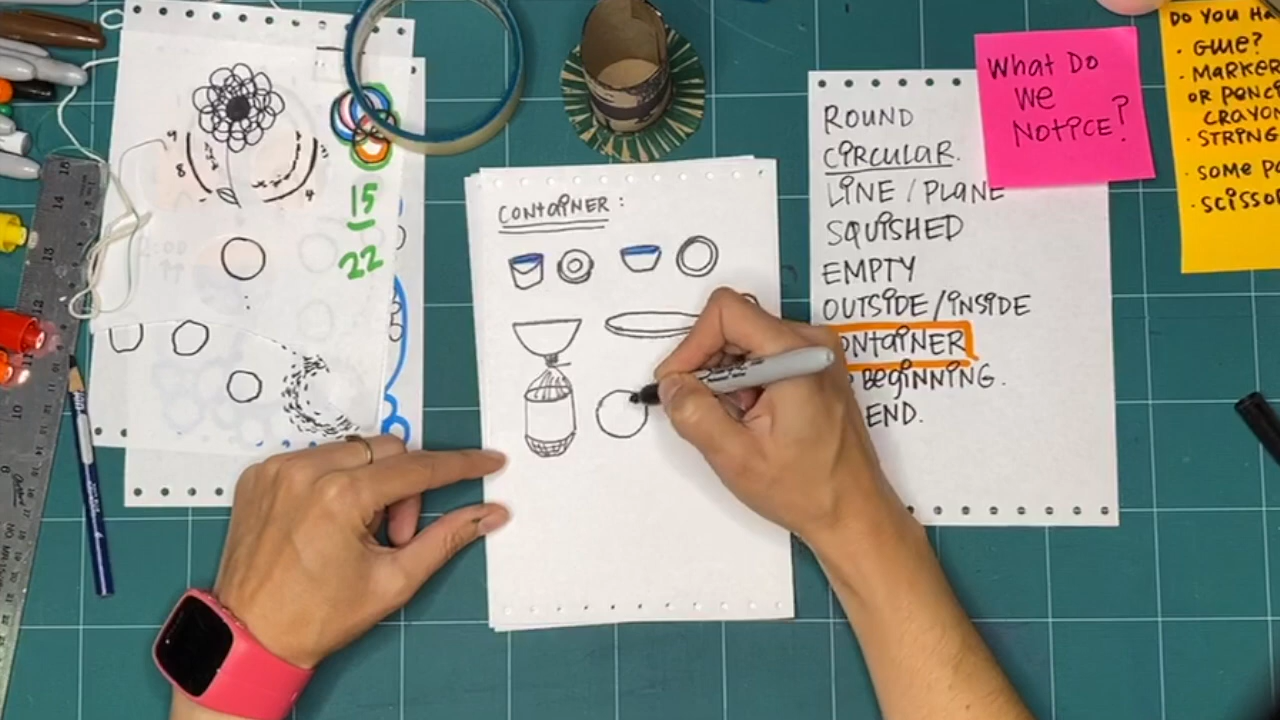 15
22
CONTAINER:
ROUND
CIRCULAR.
LINE / PLANE
SQUISHED
EMPTY
OUTSIDE/INSIDE
ONTAINER
BEGINNING.
END.
What Do
We
NOTICE?
DO YOU HA
· GLUE?
· MARKER
OR PENCI
CRAYON
· STRING
· SOME PA
· SCISSOR